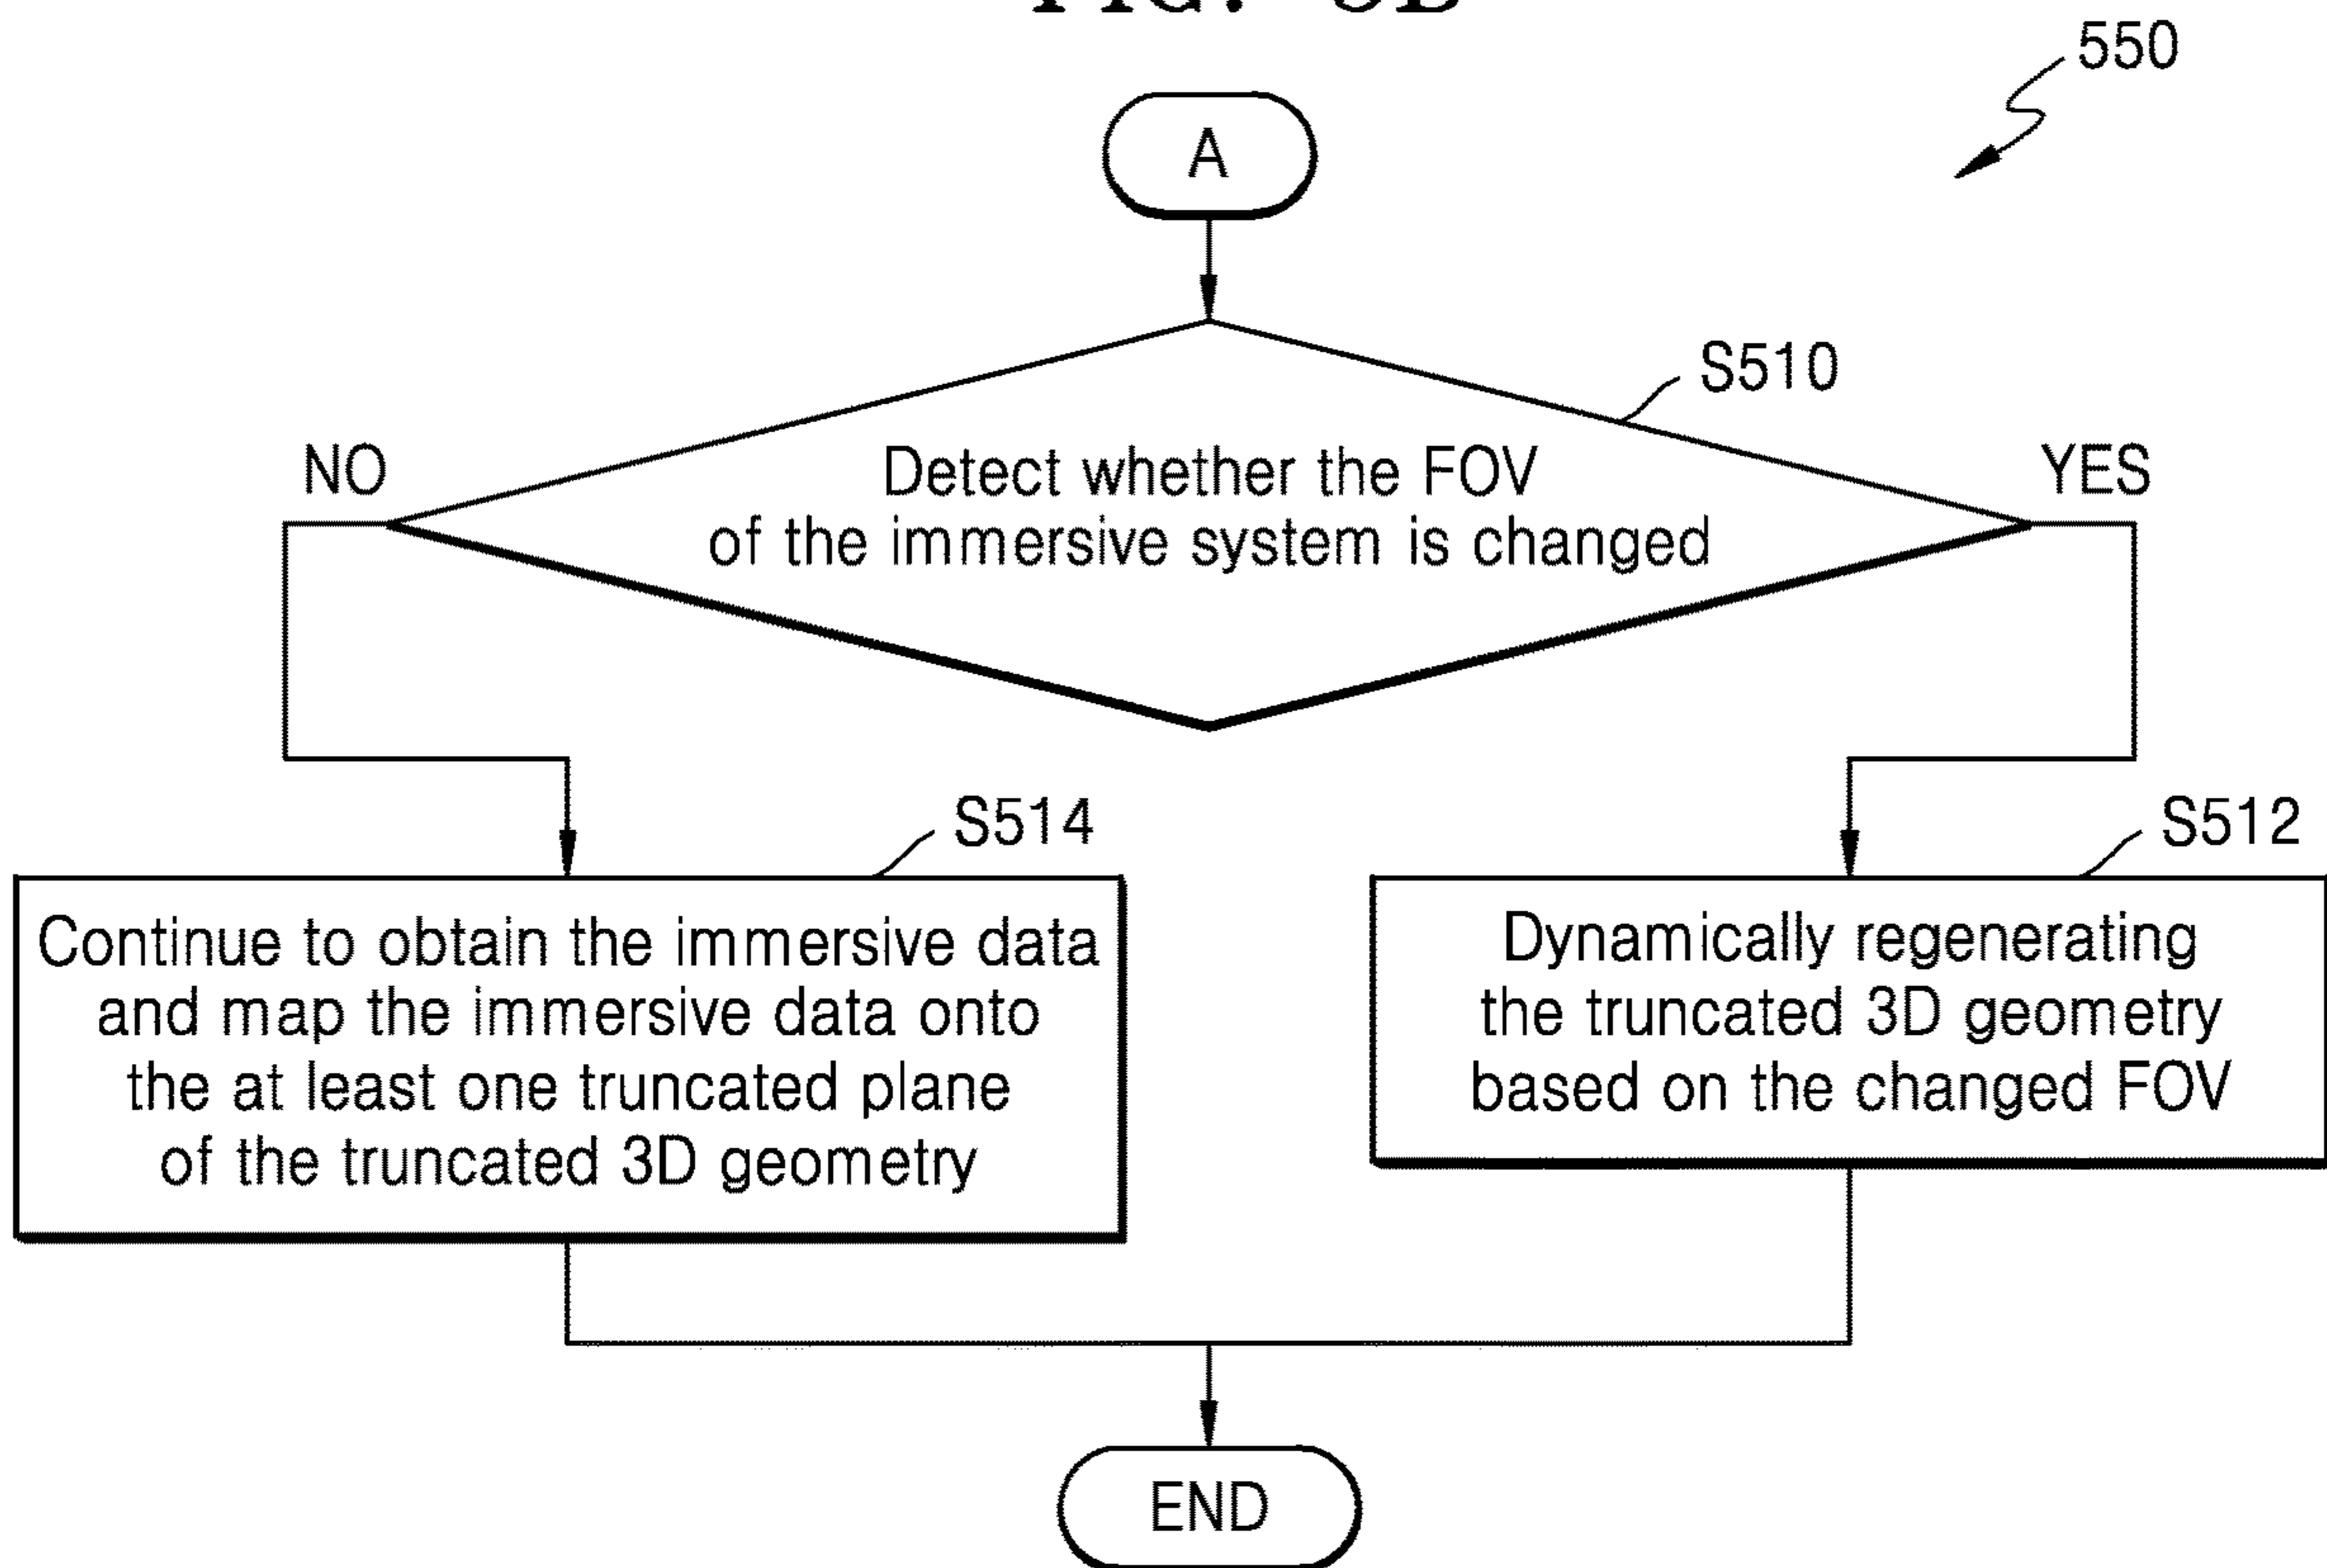 550
A
S510
NO
YES
Detect whether the FOV
of the immersive system is changed
S514
S512
Continue to obtain the immersive data
and map the immersive data onto
the at least one truncated plane
of the truncated 3D geometry
Dynamically regenerating
the truncated 3D geometry
based on the changed FOV
END